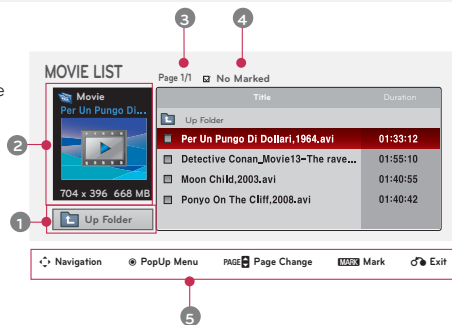 3
4
MOVIE LIST
Page 1/1 No Marked
e
Movie
Per Un Pungo Di...
704 x 396 668 MB
Up Folder
Title Duration
Up Folder
Per Un Pungo Di Dollari,1964.avi 01:33:12
Detective Conan_Movie13-The rave... 01:55:10
Moon Child,2003.avi 01:40:55
Ponyo On The Cliff,2008.avi 01:40:42
2
1
Navigation PopUp Menu PAGE Page Change MARK Mark Exit
5